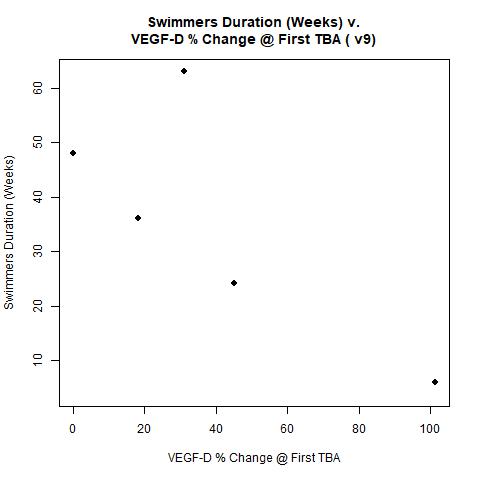 Swimmers Duration (Weeks) v.
VEGF-D % Change @ First TBA ( v9)
Swimmers Duration (Weeks)
60
50
40
30
20
10
0 20 40 60 80 100
VEGF-D % Change @ First TBA